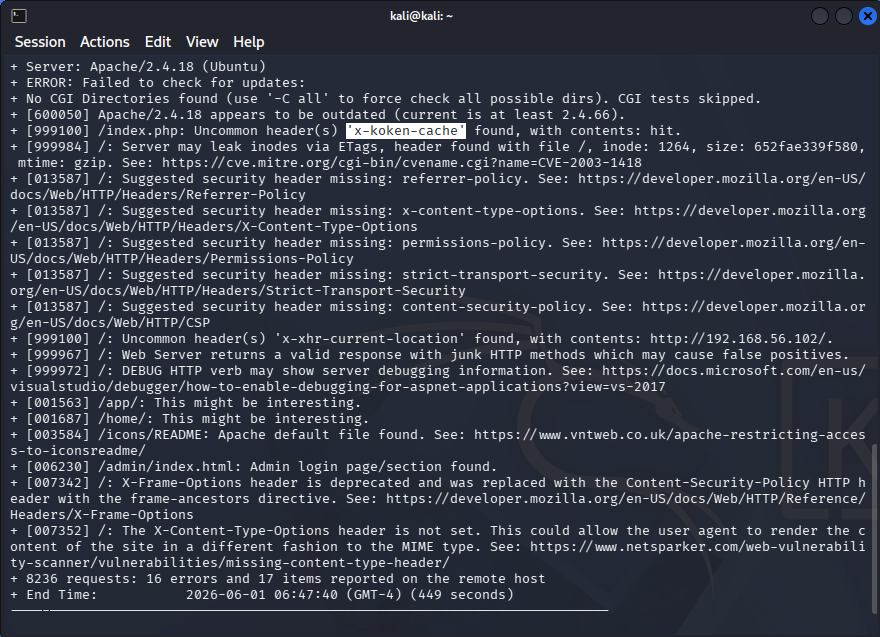 kali@kali: ~
Session Actions Edit View Help
+ Server: Apache/2.4.18 (Ubuntu)
+ ERROR: Failed to check for updates:
+ No CGI Directories found (use '-C all' to force check all possible dirs). CGI tests skipped.
+ [600050] Apache/2.4.18 appears to be outdated (current is at least 2.4.66).
+ [999100] /index.php: Uncommon header(s) 'x-koken-cache' found, with contents: hit.
+ [999984] /: Server may leak inodes via ETags, header found with file /, inode: 1264, size: 652fae339f580,
 mtime: gzip. See: https://cve.mitre.org/cgi-bin/cvename.cgi?name=CVE-2003-1418
+ [013587] /: Suggested security header missing: referrer-policy. See: https://developer.mozilla.org/en-US/
docs/Web/HTTP/Headers/Referrer-Policy
+ [013587] /: Suggested security header missing: x-content-type-options. See: https://developer.mozilla.org
/en-US/docs/Web/HTTP/Headers/X-Content-Type-Options
+ [013587] /: Suggested security header missing: permissions-policy. See: https://developer.mozilla.org/en-
US/docs/Web/HTTP/Headers/Permissions-Policy
+ [013587] /: Suggested security header missing: strict-transport-security. See: https://developer.mozilla.
org/en-US/docs/Web/HTTP/Headers/Strict-Transport-Security
+ [013587] /: Suggested security header missing: content-security-policy. See: https://developer.mozilla.or
g/en-US/docs/Web/HTTP/CSP
+ [999100] /: Uncommon header(s) 'x-xhr-current-location' found, with contents: http://192.168.56.102/.
+ [999967] /: Web Server returns a valid response with junk HTTP methods which may cause false positives.
+ [999972] /: DEBUG HTTP verb may show server debugging information. See: https://docs.microsoft.com/en-us/
visualstudio/debugger/how-to-enable-debugging-for-aspnet-applications?view=vs-2017
+ [001563] /app/: This might be interesting.
+ [001687] /home/: This might be interesting.
+ [003584] /icons/README: Apache default file found. See: https://www.vntweb.co.uk/apache-restricting-acces
s-to-iconsreadme/
+ [006230] /admin/index.html: Admin login page/section found.
+ [007342] /: X-Frame-Options header is deprecated and was replaced with the Content-Security-Policy HTTP h
eader with the frame-ancestors directive. See: https://developer.mozilla.org/en-US/docs/Web/HTTP/Reference/
Headers/X-Frame-Options
+ [007352] /: The X-Content-Type-Options header is not set. This could allow the user agent to render the c
ontent of the site in a different fashion to the MIME type. See: https://www.netsparker.com/web-vulnerabili
ty-scanner/vulnerabilities/missing-content-type-header/
+ 8236 requests: 16 errors and 17 items reported on the remote host
+ End Time:           2026-06-01 06:47:40 (GMT-4) (449 seconds)